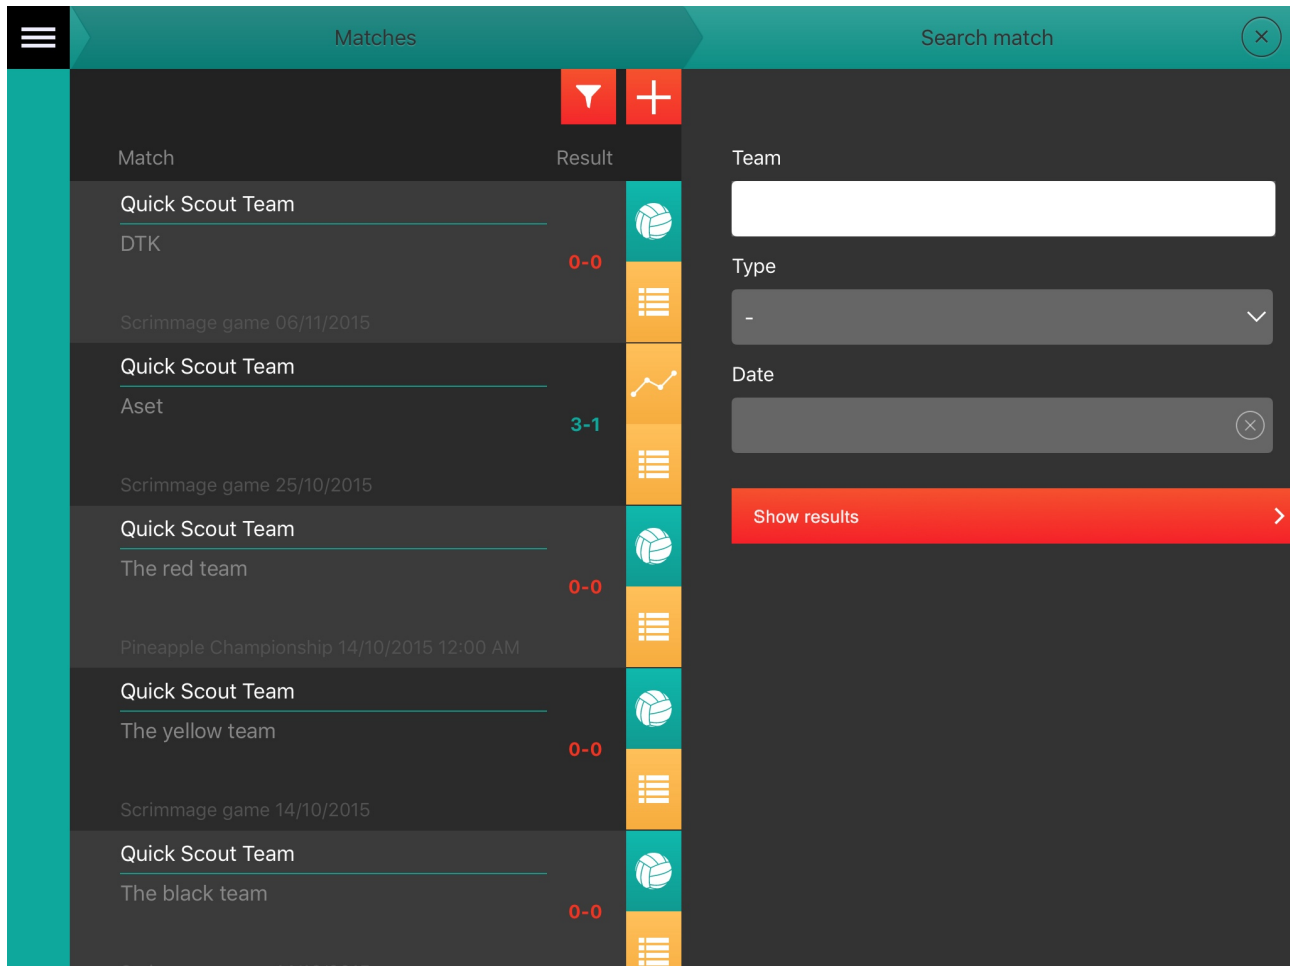 Matches
Search match
Match
Result
Quick Scout Team
DTK
0-0
Scrimmage game 06/11/2015
Quick Scout Team
Aset
3-1
Scrimmage game 25/10/2015
Quick Scout Team
The red team
0-0
Pineapple Championship 14/10/2015 12:00 AM
Quick Scout Team
The yellow team
0-0
Scrimmage game 14/10/2015
Quick Scout Team
The black team
0-0
Team
Type
-
Date
Show results